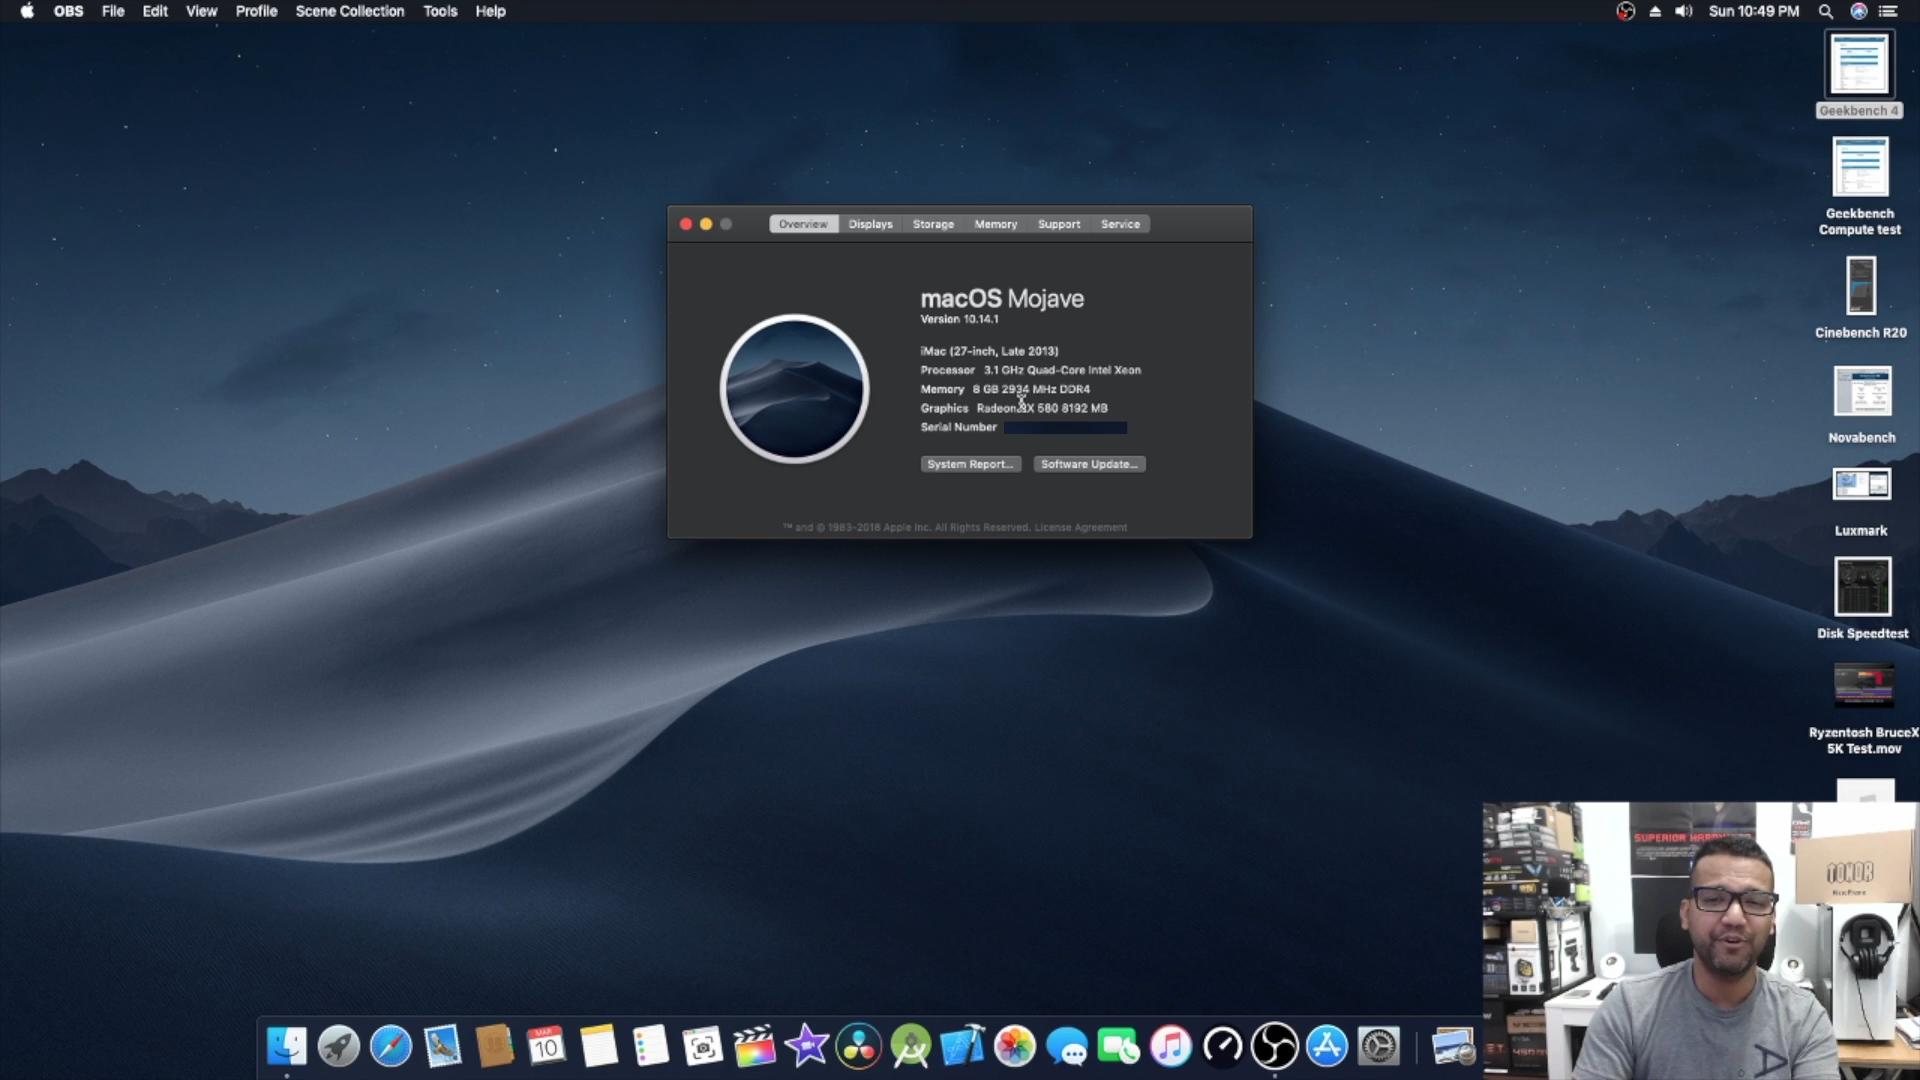 OBS File Edit View Profile Scene Collection Tools Help
Sun 10:49 PM
Overview Displays Storage Memory Support Service
macOS Mojave
Version 10.14.1
iMac (27-inch, Late 2013)
Processor 3.1 GHz Quad-Core Intel Xeon
Memory 8 GB 2934 MHz DDR4
Graphics Radeon RX 580 8192 MB
Serial Number
System Report... Software Update...
™ and © 1983-2018 Apple Inc. All Rights Reserved. License Agreement
Geekbench 4
Geekbench
Compute test
Cinebench R20
Novabench
Luxmark
Disk Speedtest
Ryzentosh BruceX
5K Test.mov
SUPERIOR
TONOR
MAR
10